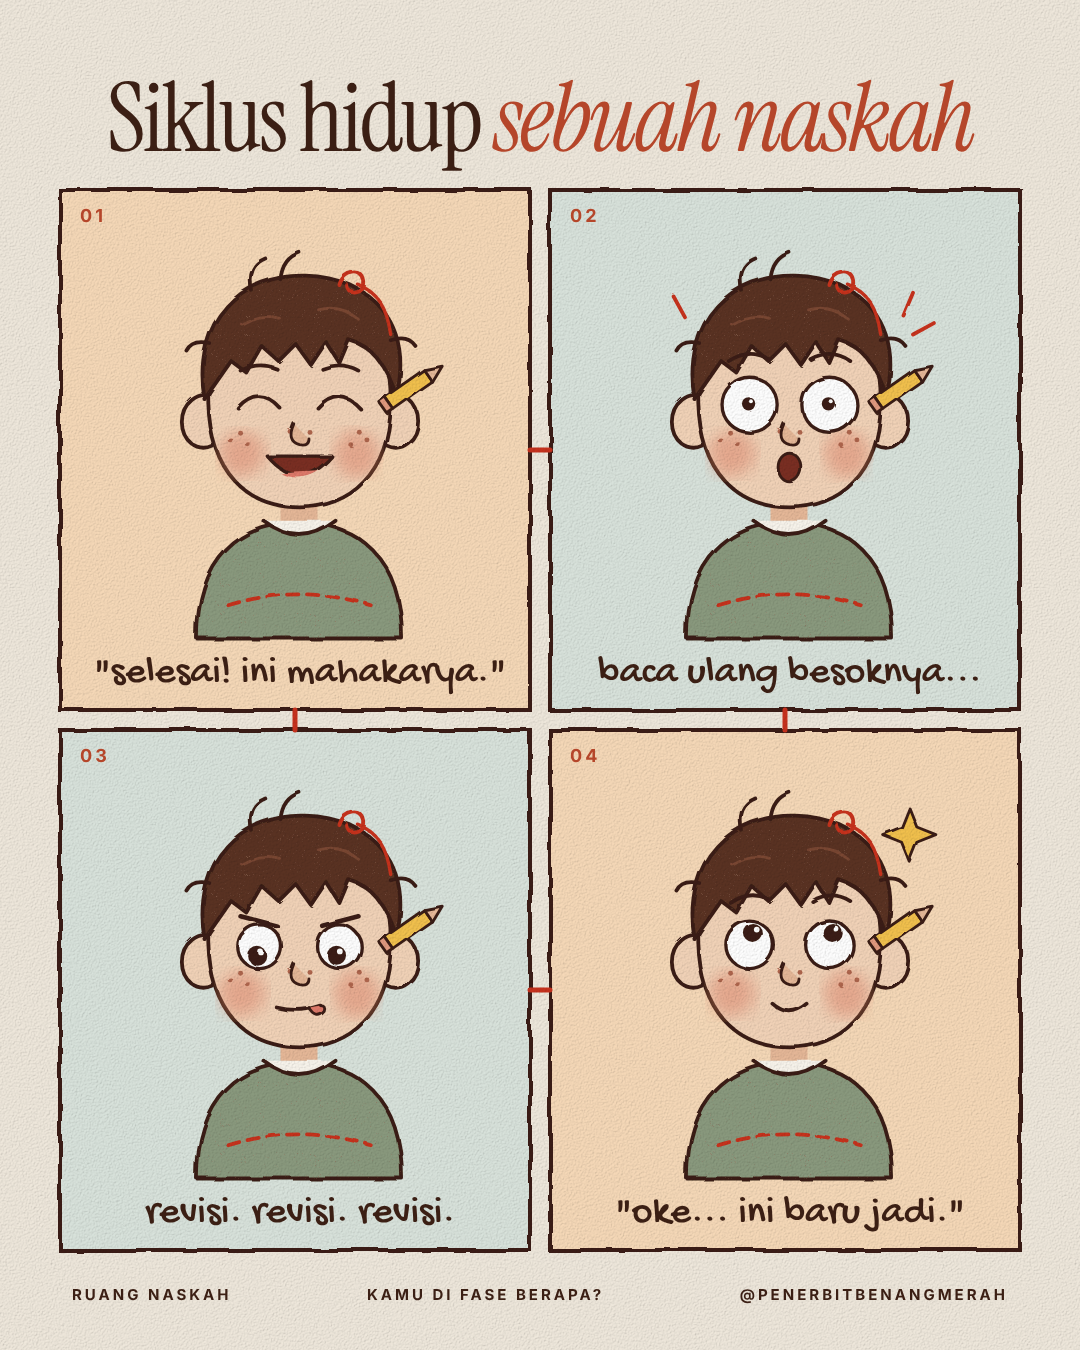 Siklus hidup sebuah naskah
01
"selesai! ini mahakarya."
02
baca ulang besoknya...
03
revisi. revisi. revisi.
04
"oke... ini baru jadi."
RUANG NASKAH
KAMU DI FASE BERAPA?
@PENERBITBENANGMERAH